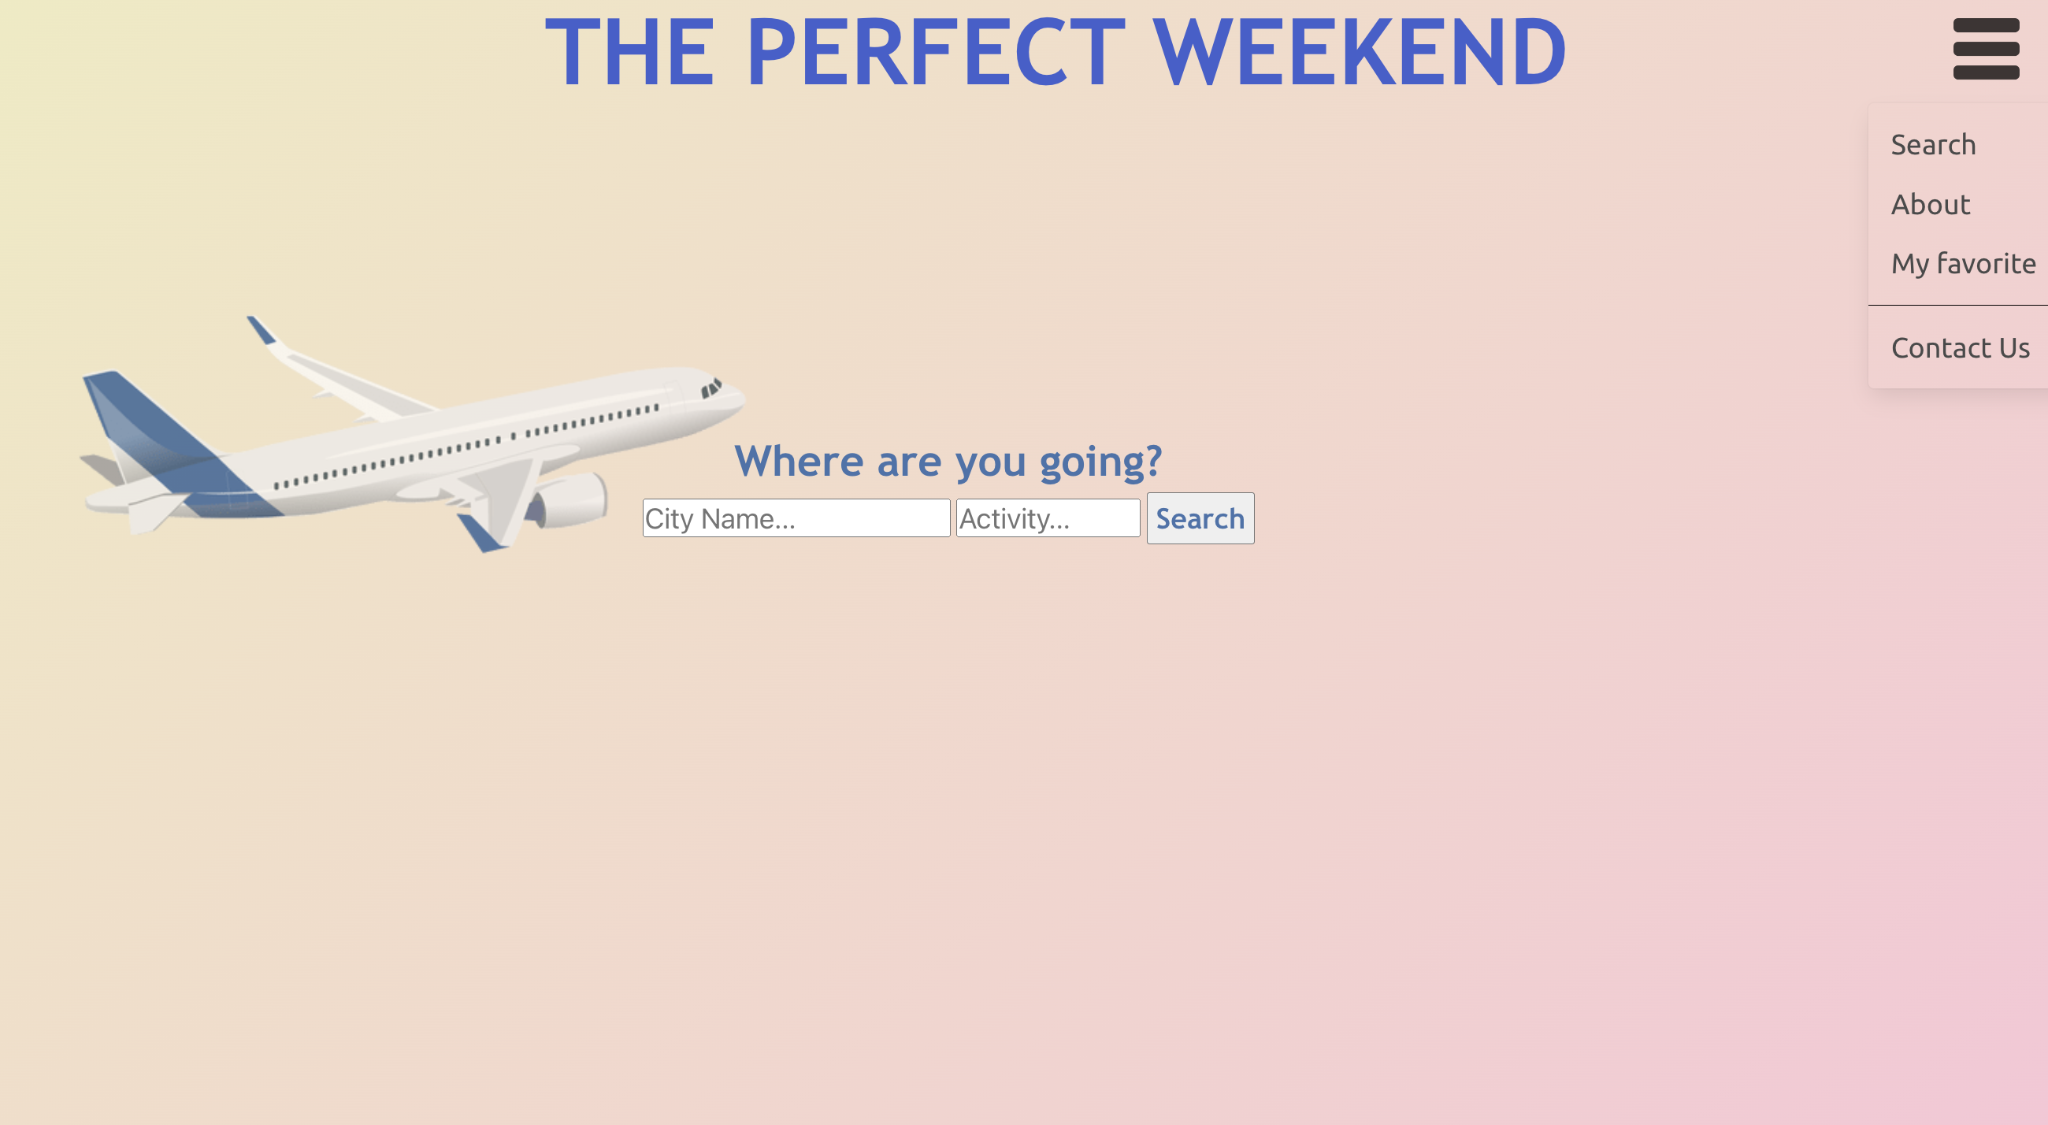 THE PERFECT WEEKEND
Search
About
My favorite
Contact Us
Where are you going?
City Name... Activity... Search